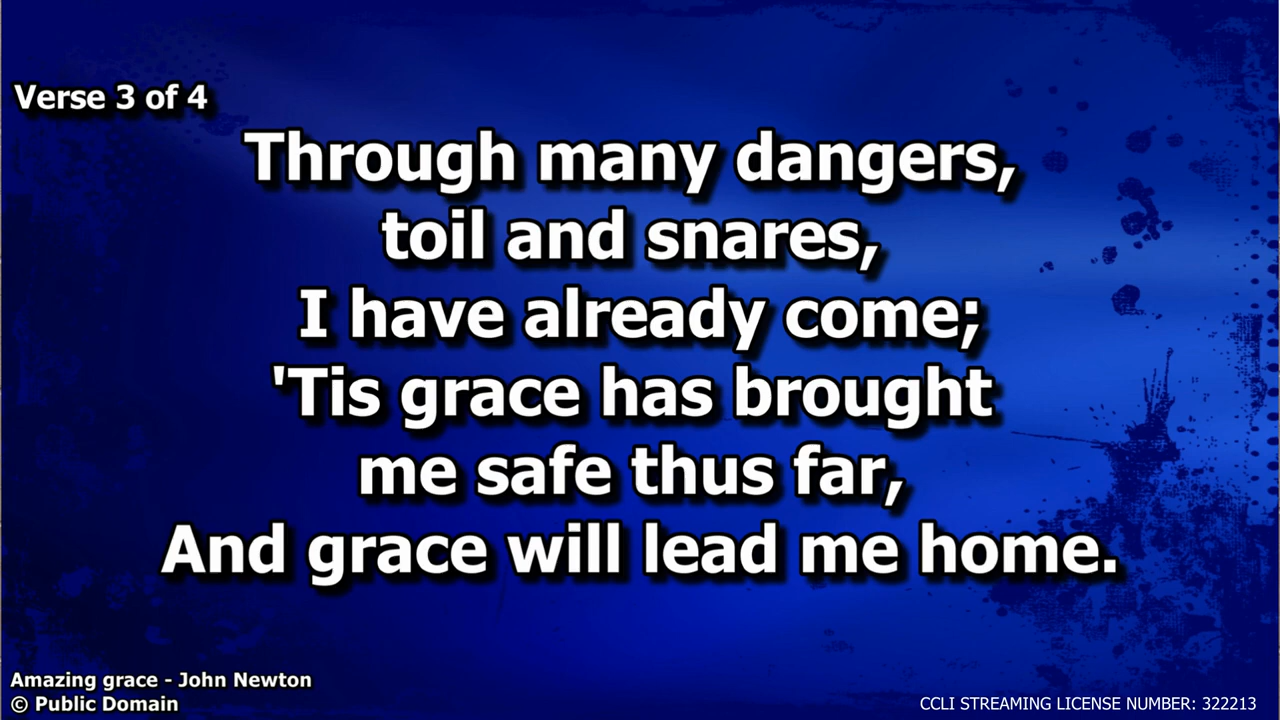 Verse 3 of 4
Through many dangers,
toil and snares,
I have already come;
'Tis grace has brought
me safe thus far,
And grace will lead me home.
Amazing grace - John Newton
© Public Domain
CCLI STREAMING LICENSE NUMBER: 322213